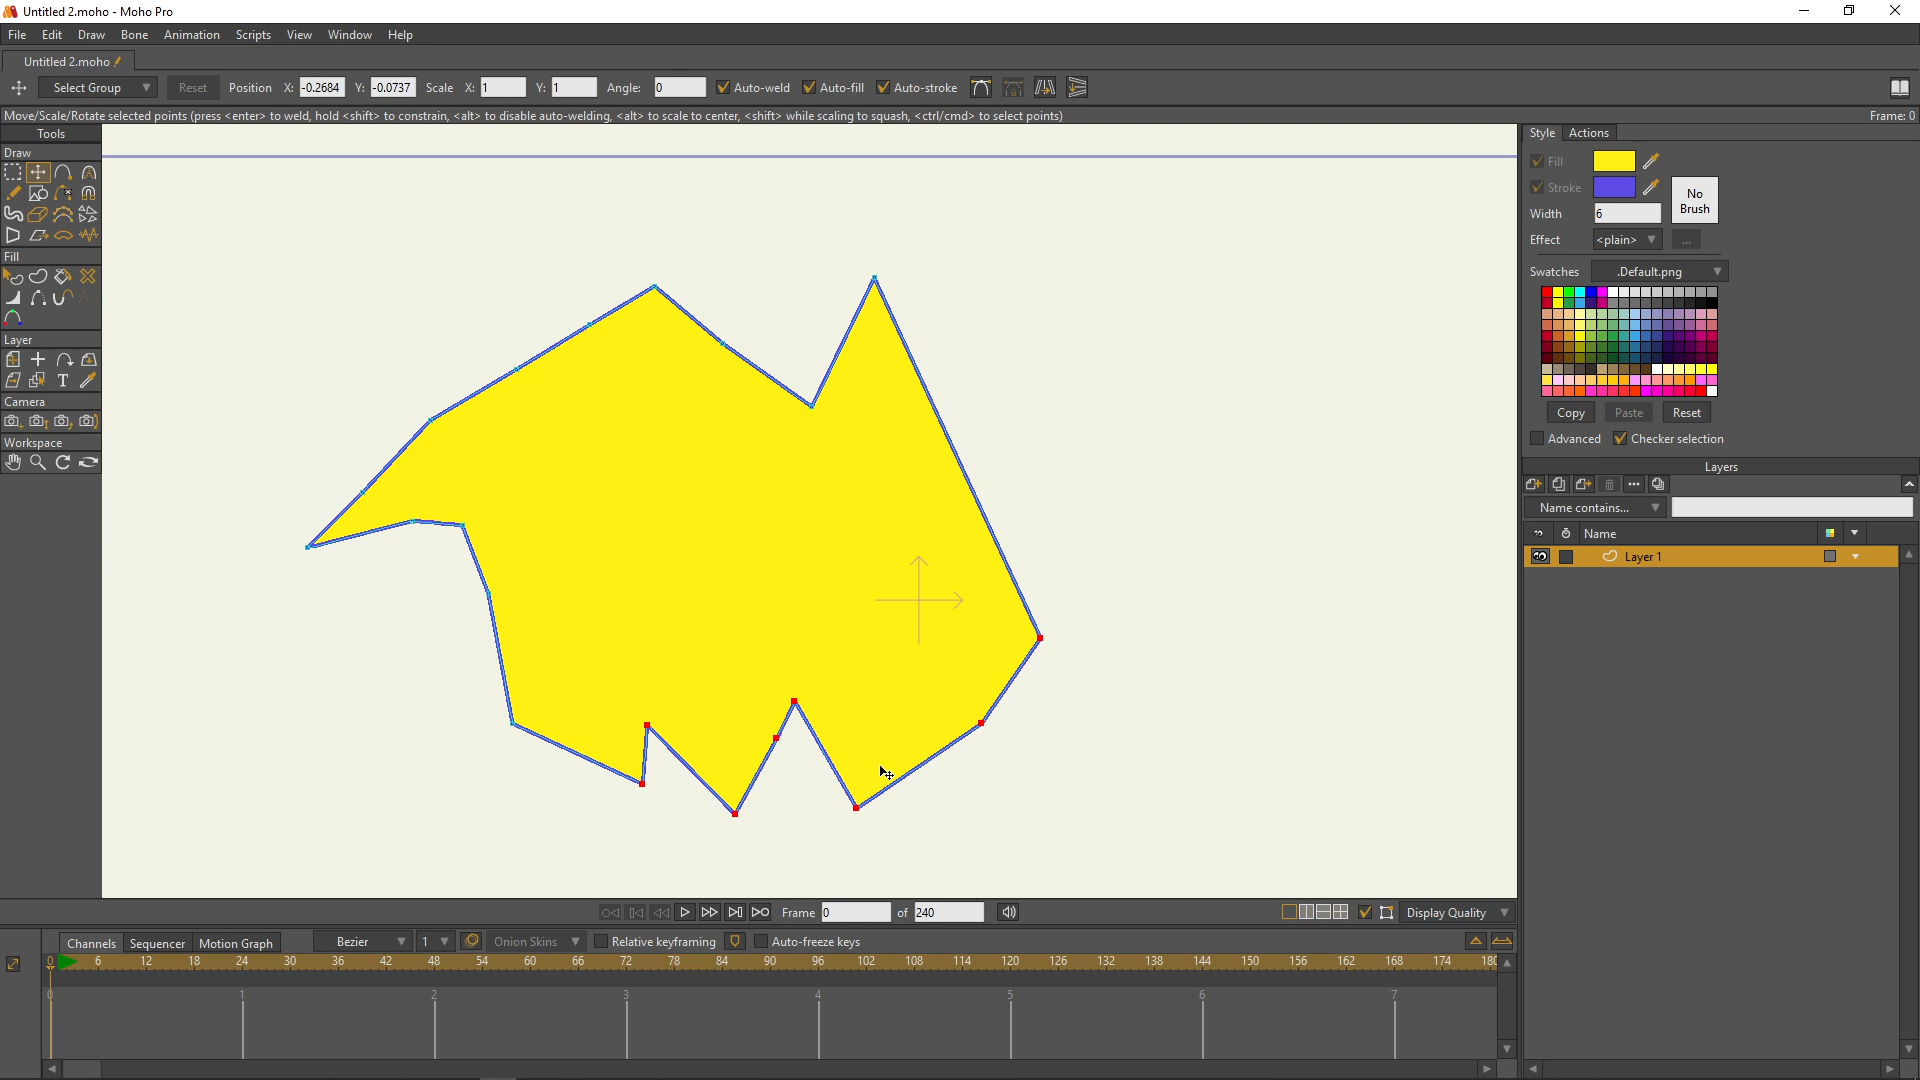 Untitled 2.moho - Moho Pro
File Edit Draw Bone Animation Scripts View Window Help
Untitled 2.moho
Select Group Reset Position X: -0.2684 Y: -0.0737 Scale X: 1 Y: 1 Angle: 0 Auto-weld Auto-fill Auto-stroke
Move/Scale/Rotate selected points (press <enter> to weld, hold <shift> to constrain, <alt> to disable auto-welding, <alt> to scale to center, <shift> while scaling to squash, <ctrl/cmd> to select points) Frame: 0
Tools
Draw
Fill
Layer
Camera
Workspace
Style Actions
Fill
Stroke
No Brush
Width 6
Effect <plain> ...
Swatches .Default.png
Copy Paste Reset
Advanced Checker selection
Layers
Name contains...
Name
Layer 1
Frame 0 of 240 Display Quality
Channels Sequencer Motion Graph Bezier 1 Onion Skins Relative keyframing Auto-freeze keys
0 6 12 18 24 30 36 42 48 54 60 66 72 78 84 90 96 102 108 114 120 126 132 138 144 150 156 162 168 174 180
0 1 2 3 4 5 6 7